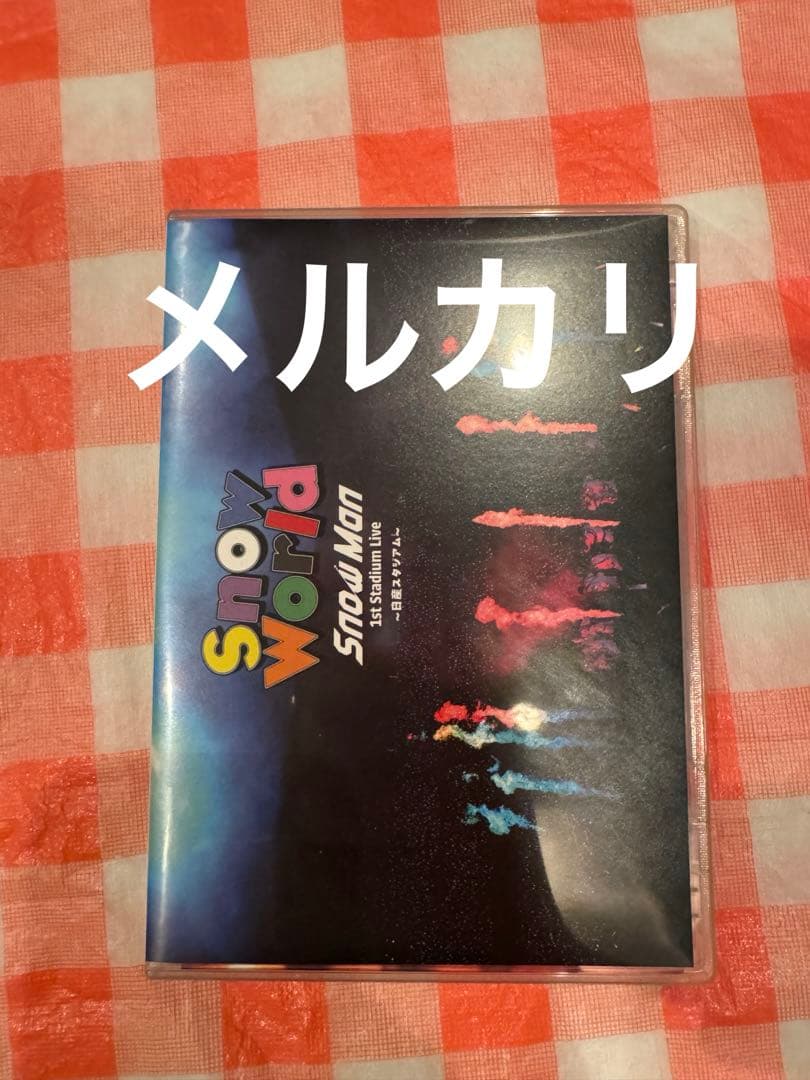 メルカリ
Snow
World
Snow Man
1st Stadium Live
~日産スタジアム~